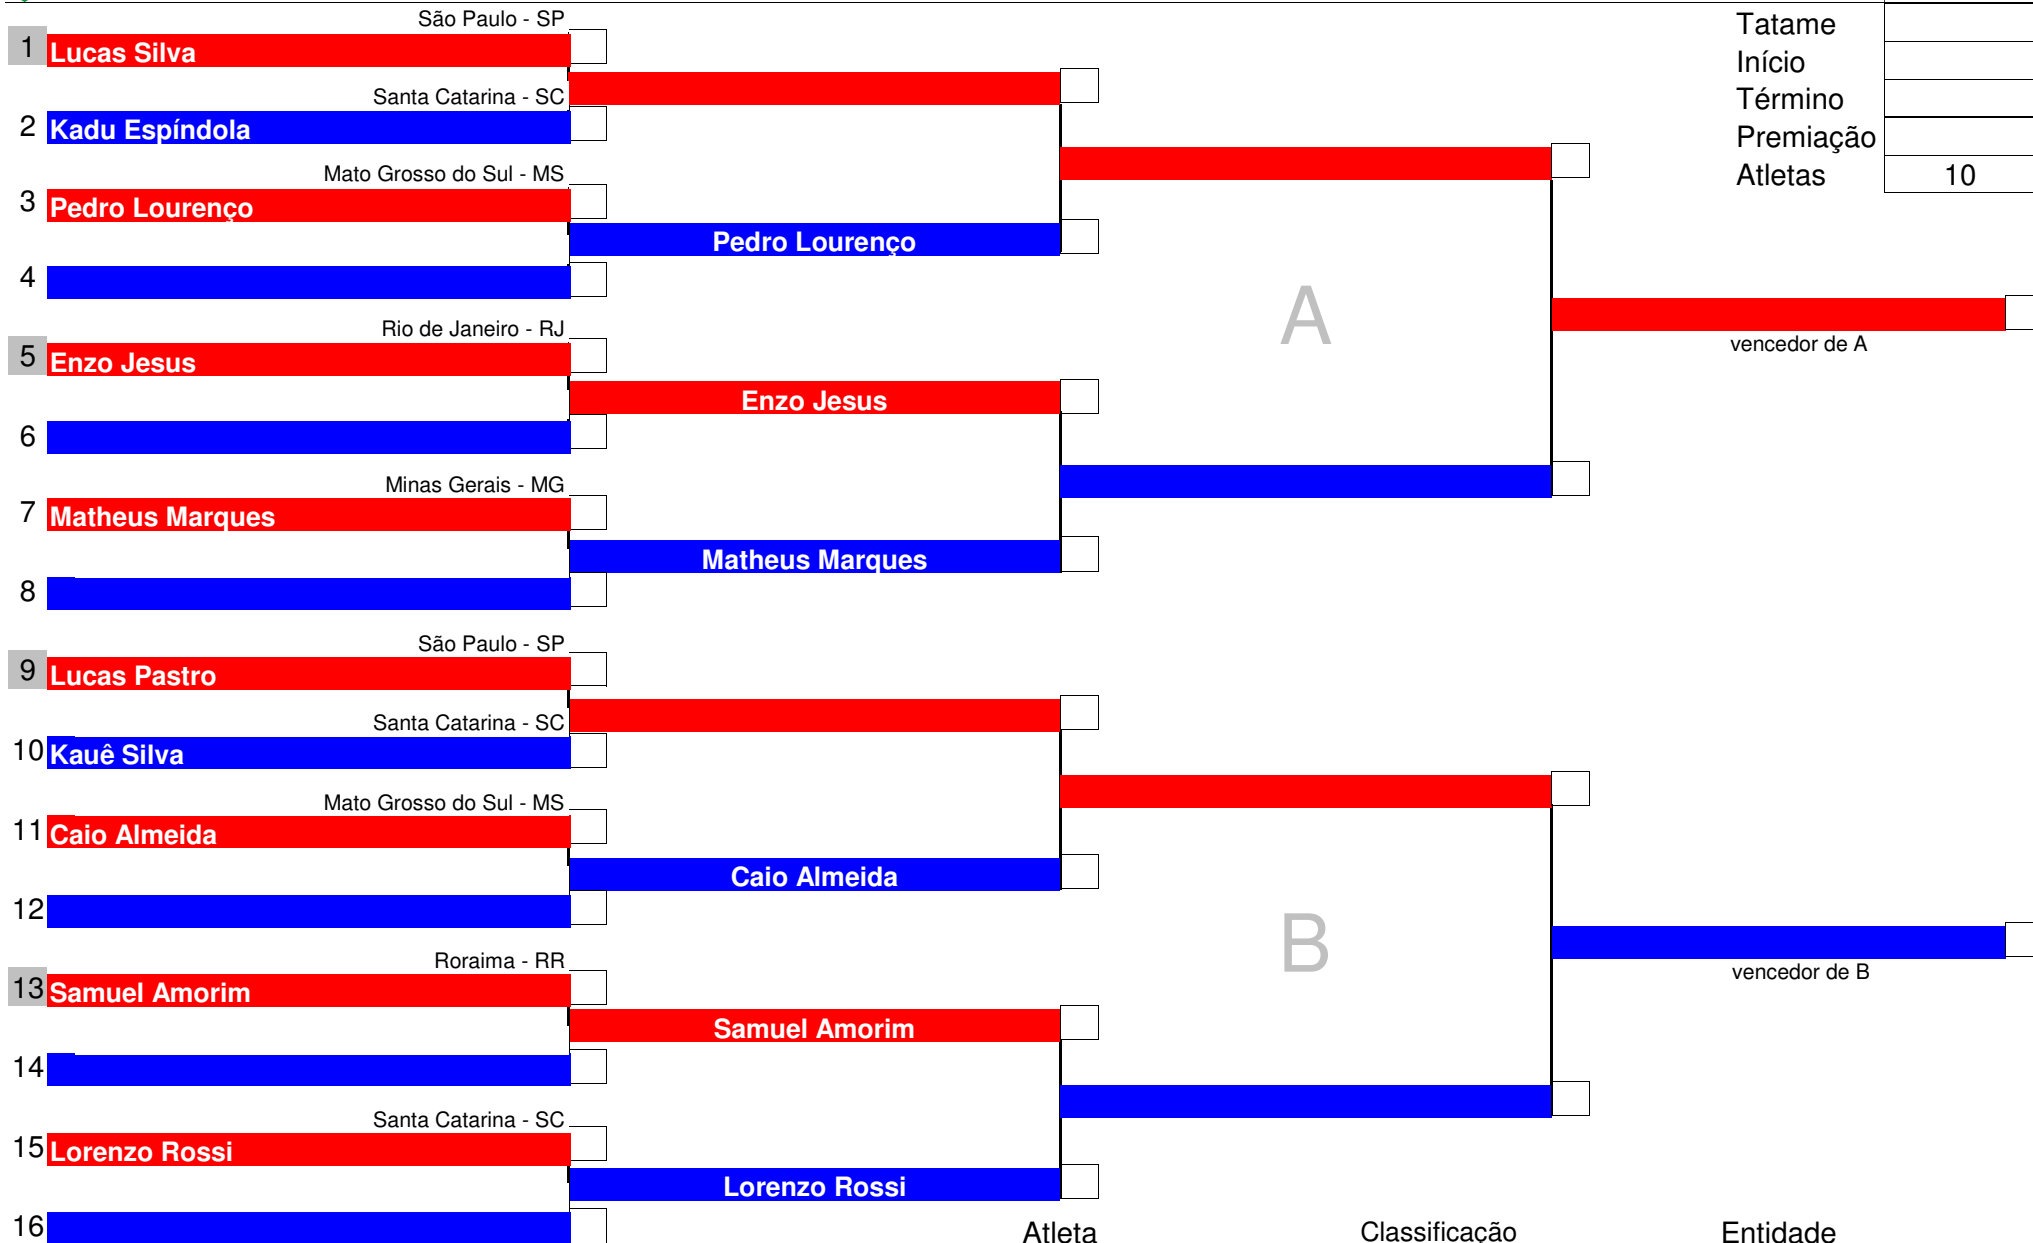 São Paulo - SP
1 Lucas Silva
Santa Catarina - SC
2 Kadu Espíndola
Mato Grosso do Sul - MS
3 Pedro Lourenço
Pedro Lourenço
4
Rio de Janeiro - RJ
5 Enzo Jesus
Enzo Jesus
6
Minas Gerais - MG
7 Matheus Marques
Matheus Marques
8
São Paulo - SP
9 Lucas Pastro
Santa Catarina - SC
10 Kauê Silva
Mato Grosso do Sul - MS
11 Caio Almeida
Caio Almeida
12
Roraima - RR
13 Samuel Amorim
Samuel Amorim
14
Santa Catarina - SC
15 Lorenzo Rossi
Lorenzo Rossi
16
A
B
Tatame
Início
Término
Premiação
Atletas 10
vencedor de A
vencedor de B
Atleta Classificação Entidade